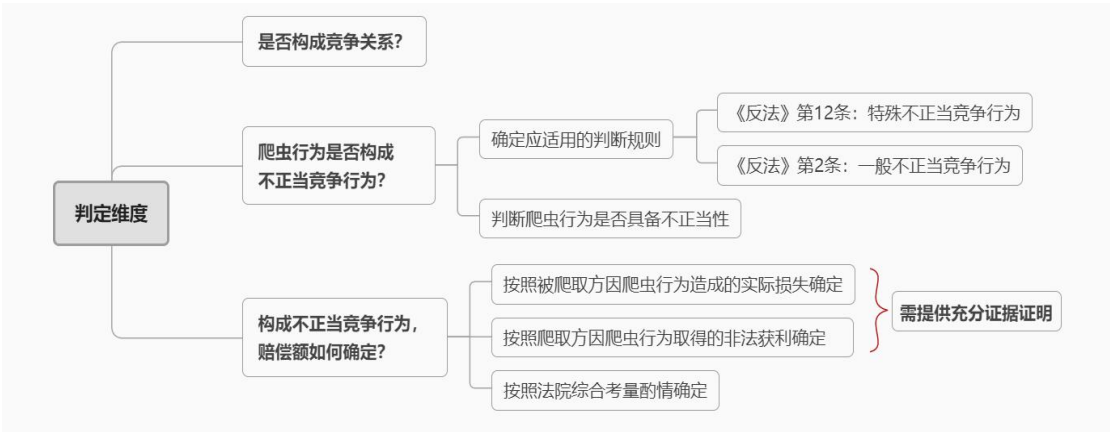 判定维度
是否构成竞争关系？
爬虫行为是否构成
不正当竞争行为？
确定应适用的判断规则
《反法》第12条：特殊不正当竞争行为
《反法》第2条：一般不正当竞争行为
判断爬虫行为是否具备不正当性
构成不正当竞争行为，
赔偿额如何确定？
按照被爬取方因爬虫行为造成的实际损失确定
按照爬取方因爬虫行为取得的非法获利确定
需提供充分证据证明
按照法院综合考量酌情确定